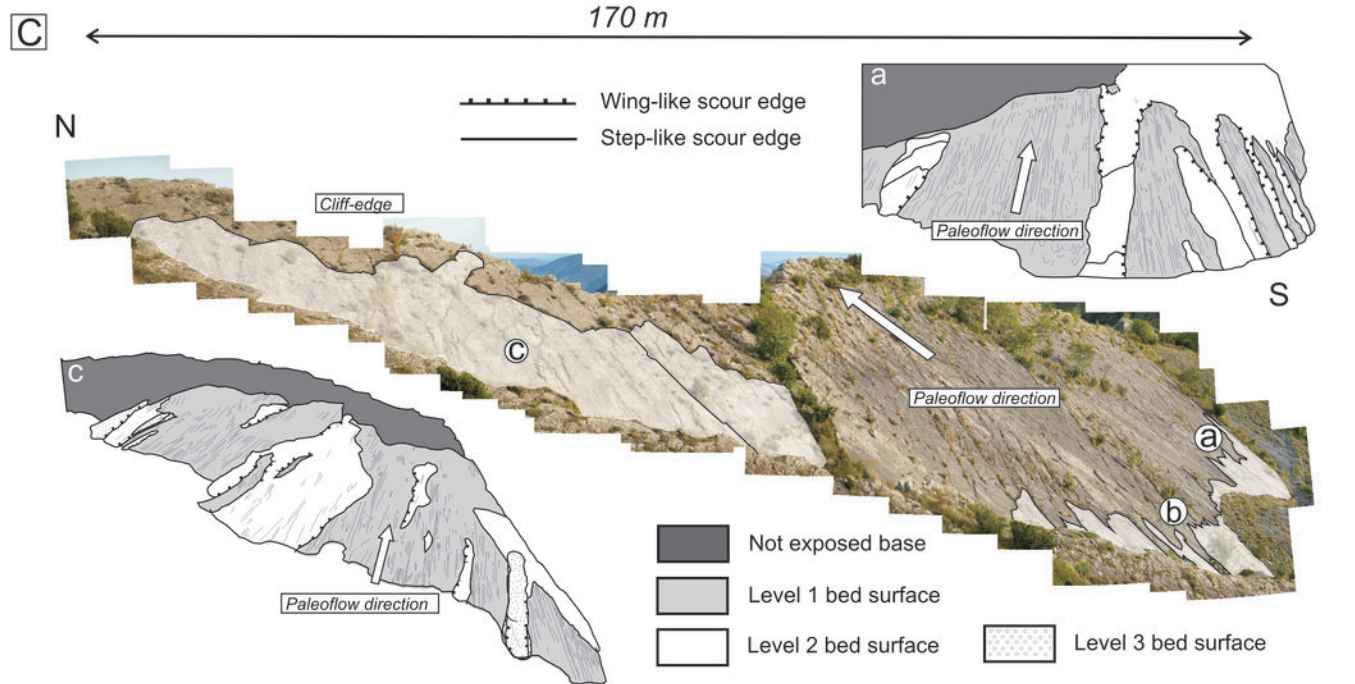 C
170 m
Wing-like scour edge
Step-like scour edge
N
Cliff-edge
a
Paleoflow direction
S
c
Paleoflow direction
a
b
c
Paleoflow direction
Not exposed base
Level 1 bed surface
Level 2 bed surface
Level 3 bed surface